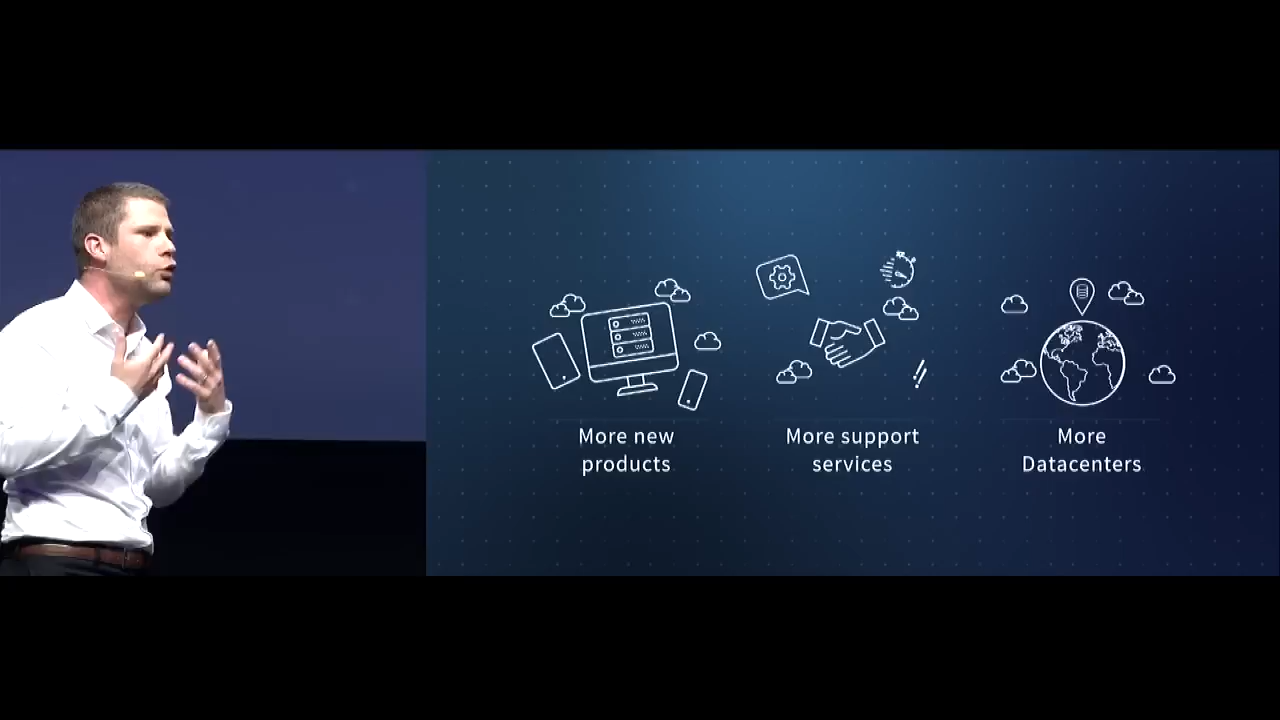 More new
products
More support
services
More
Datacenters